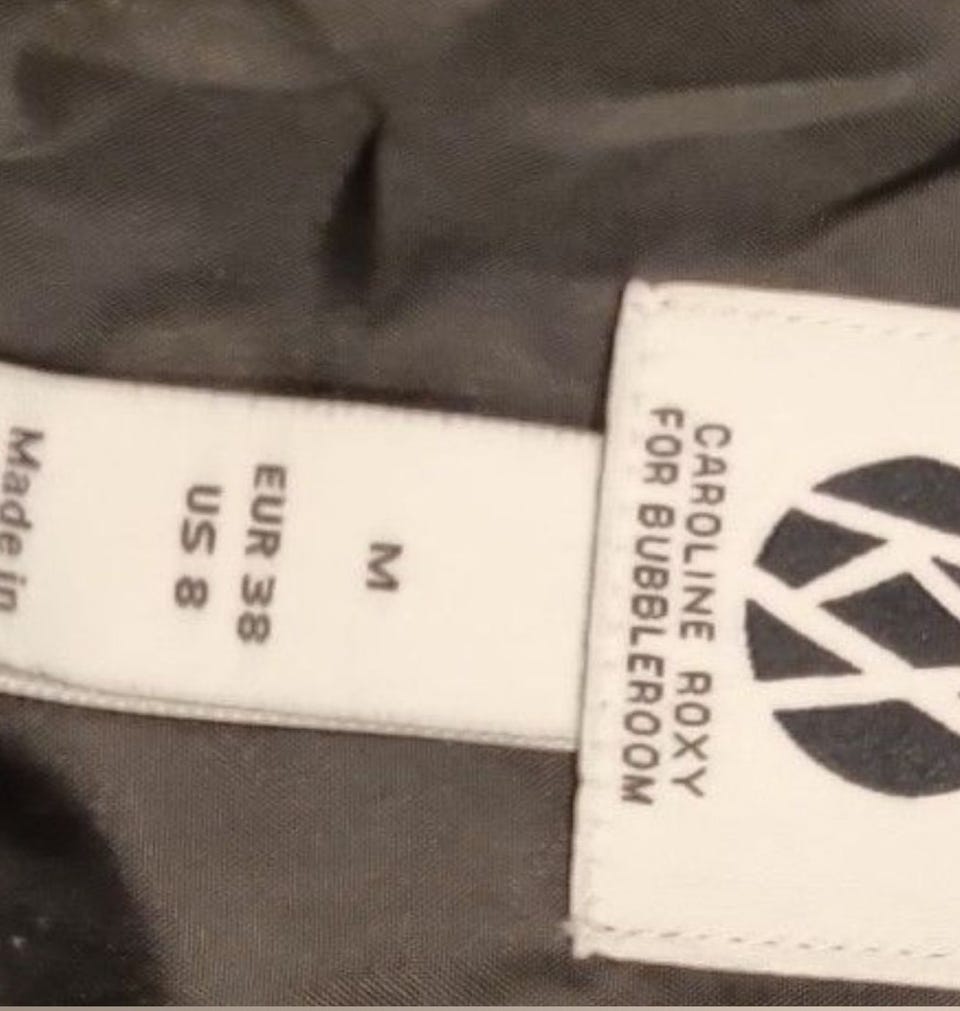 CAROLINE ROXY
FOR BUBBLEROOM
M
EUR 38
US 8
Made in